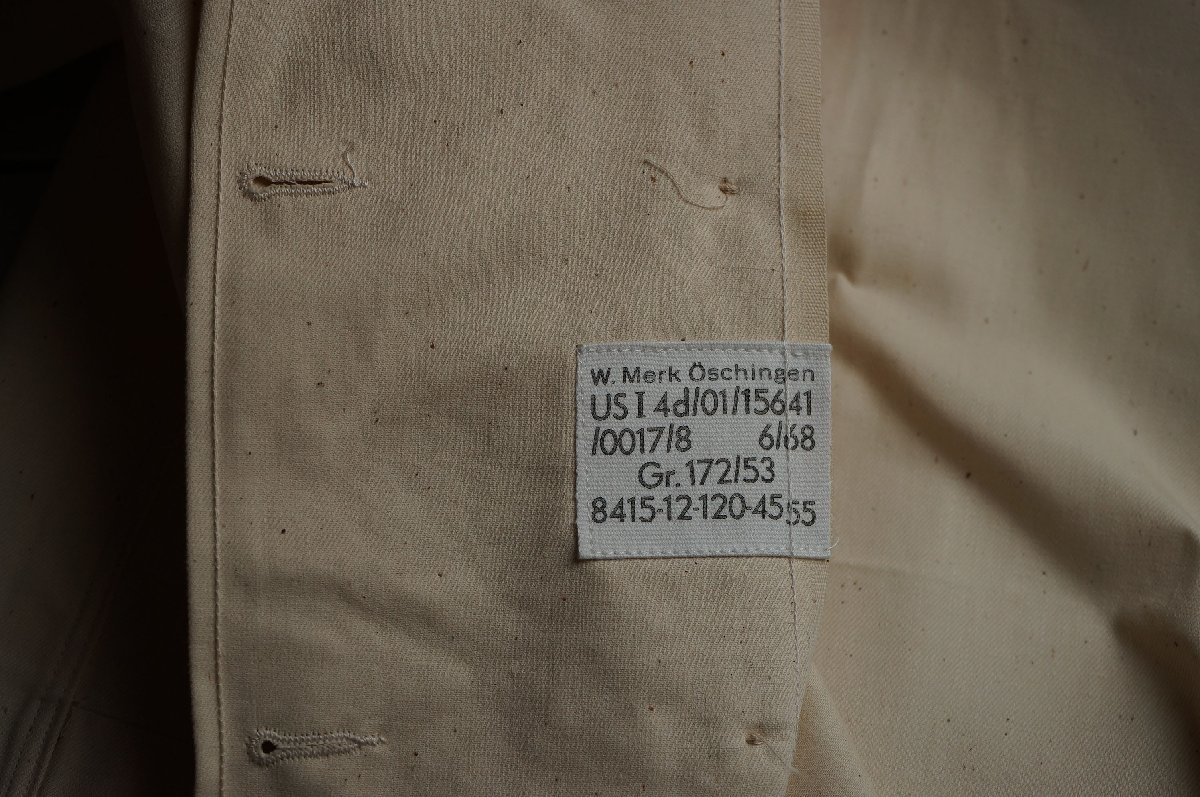 W. Merk Öschingen
US I 4d/01/15641
/0017/8 6/68
Gr. 172/53
8415-12-120-4555